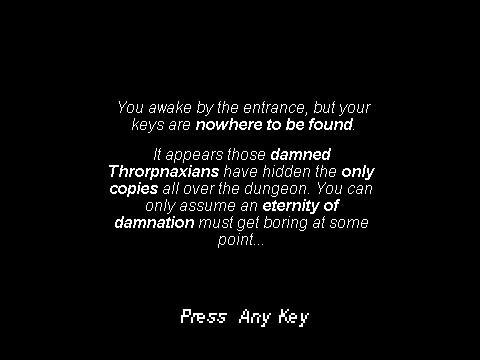 You awake by the entrance, but your
keys are nowhere to be found.
It appears those damned
Throrpnaxians have hidden the only
copies all over the dungeon. You can
only assume an eternity of
damnation must get boring at some
point...
Press Any Key